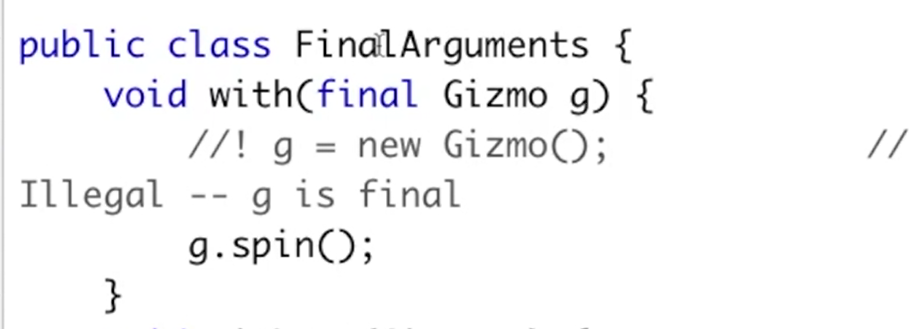 public class FinalArguments {
void with(final Gizmo g) {
//! g = new Gizmo(); //
Illegal -- g is final
g.spin();
}